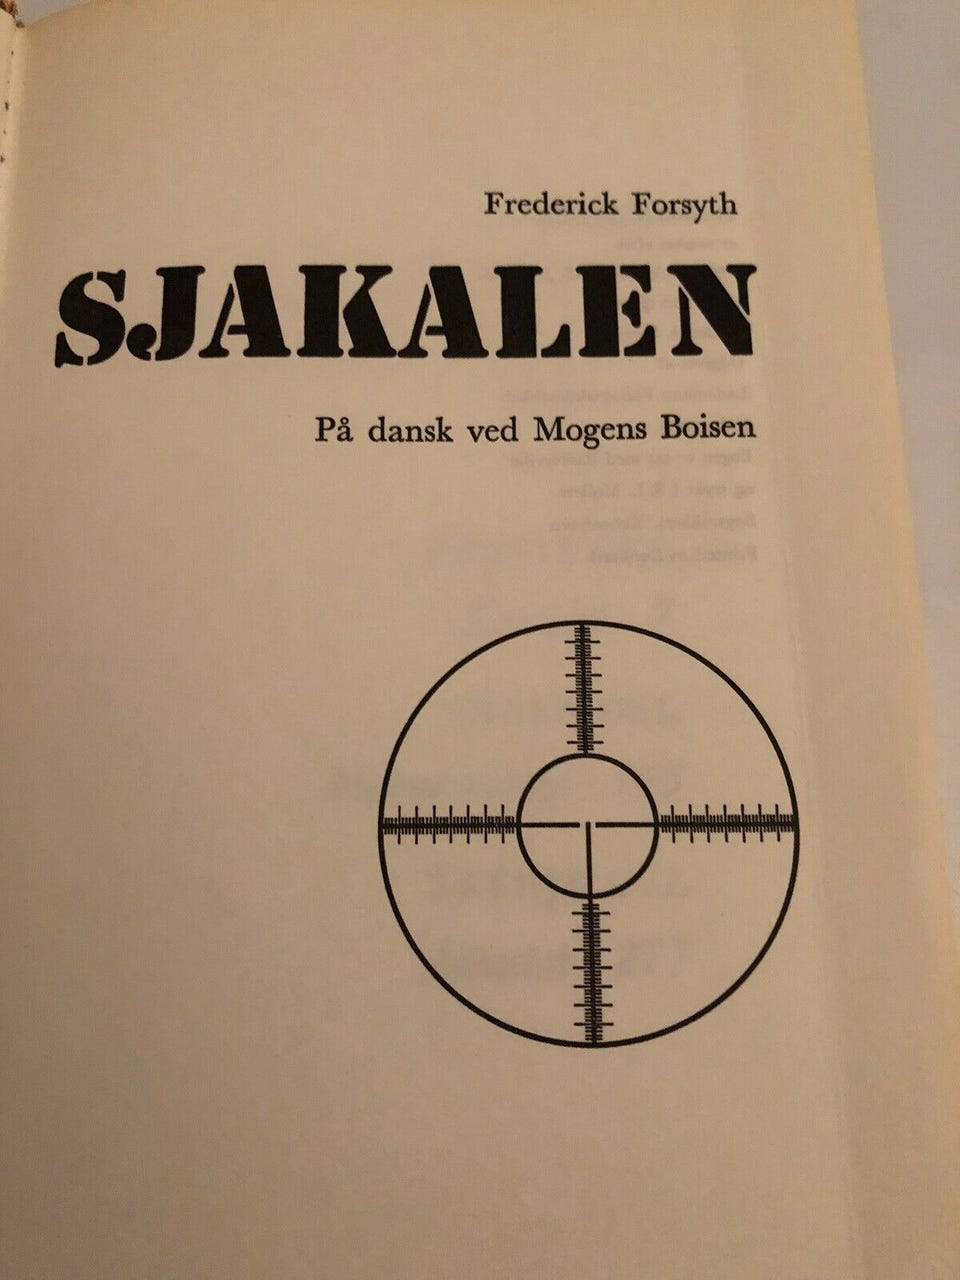 Frederick Forsyth
SJAKALEN
På dansk ved Mogens Boisen